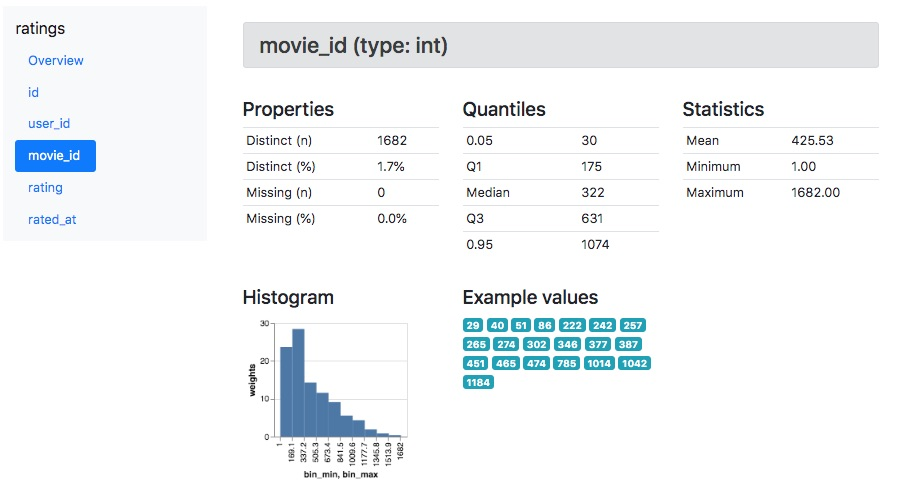 ratings
Overview
id
user_id
movie_id
rating
rated_at
movie_id (type: int)
Properties
Distinct (n) 1682
Distinct (%) 1.7%
Missing (n) 0
Missing (%) 0.0%
Quantiles
0.05 30
Q1 175
Median 322
Q3 631
0.95 1074
Statistics
Mean 425.53
Minimum 1.00
Maximum 1682.00
Histogram
30
20
10
0
weights
1 169.1 337.2 505.3 673.4 841.5 1009.6 1177.7 1345.8 1513.9 1682
bin_min, bin_max
Example values
29 40 51 86 222 242 257
265 274 302 346 377 387
451 465 474 785 1014 1042
1184